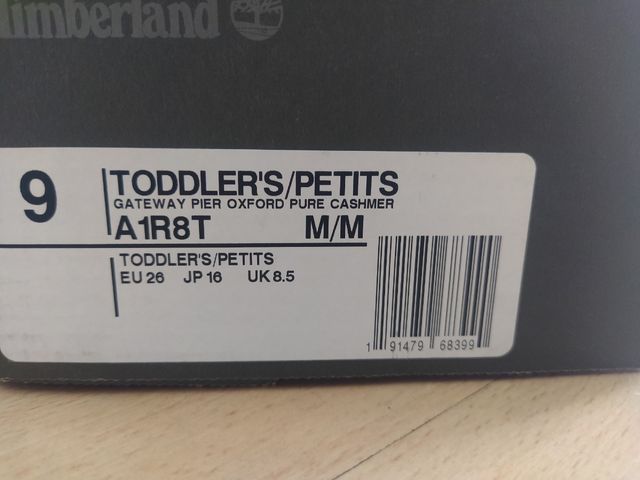 Timberland
9
TODDLER'S/PETITS
GATEWAY PIER OXFORD PURE CASHMER
A1R8T M/M
TODDLER'S/PETITS
EU 26 JP 16 UK 8.5
1 91479 68399